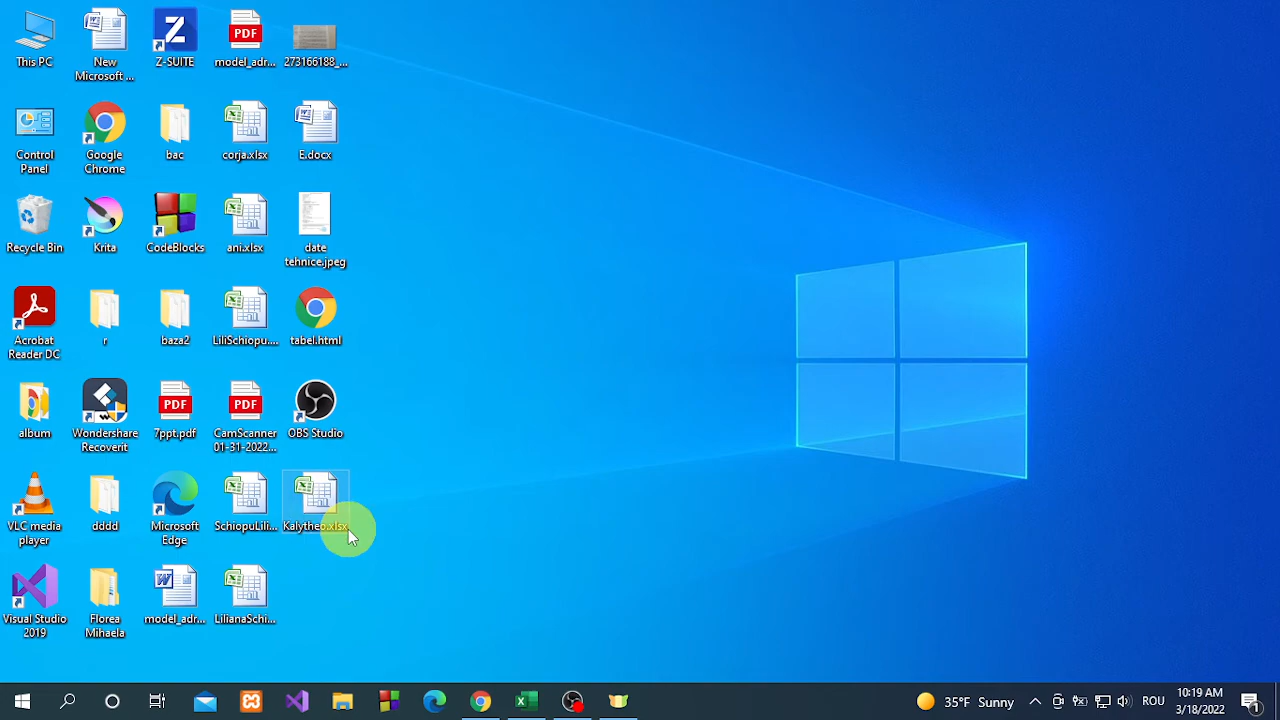 This PC
New
Microsoft ...
Z-SUITE
PDF
model_adr...
273166188_...
Control
Panel
Google
Chrome
bac
corja.xlsx
E.docx
Recycle Bin
Krita
CodeBlocks
ani.xlsx
date
tehnice.jpeg
Acrobat
Reader DC
r
baza2
LiliSchiopu....
tabel.html
album
Wondershare
Recoverit
PDF
7ppt.pdf
PDF
CamScanner
01-31-2022...
OBS Studio
VLC media
player
dddd
Microsoft
Edge
SchiopuLili...
Kalytheo.xlsx
Visual Studio
2019
Florea
Mihaela
model_adr...
LilianaSchi...
35°F Sunny
ROU
1:19 AM
3/18/2022
1